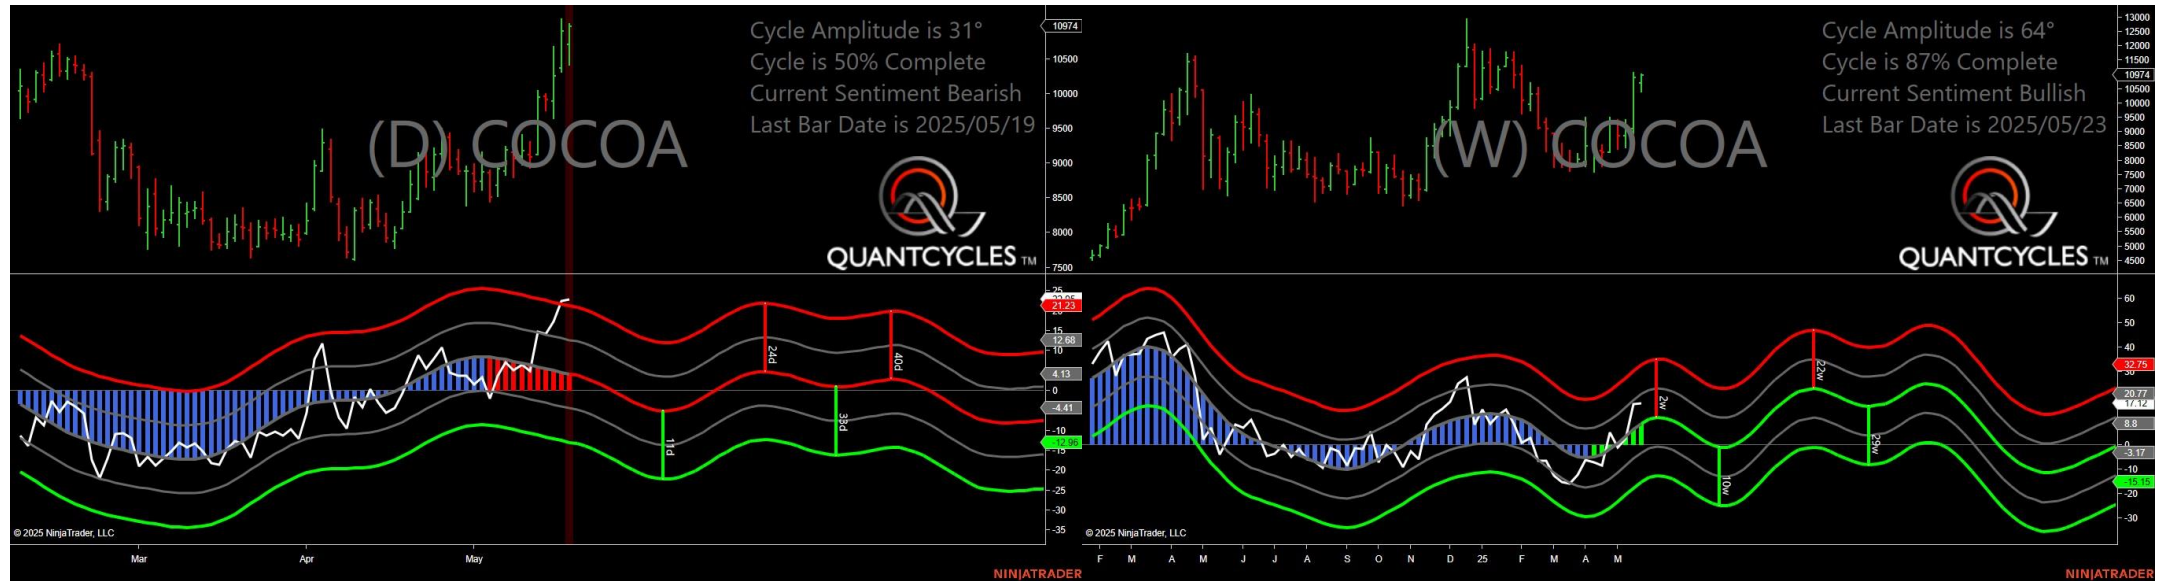 Cycle Amplitude is 31°
Cycle is 50% Complete
Current Sentiment Bearish
Last Bar Date is 2025/05/19
(D) COCOA
QUANTCYCLES TM
10974
10500
10000
9500
9000
8500
8000
7500
25
21.23
15
12.68
10
4.13
0
-4.41
-10
-12.96
-15
-20
-25
-30
-35
11d
24d
33d
40d
© 2025 NinjaTrader, LLC
Mar Apr May
NINJATRADER
Cycle Amplitude is 64°
Cycle is 87% Complete
Current Sentiment Bullish
Last Bar Date is 2025/05/23
(W) COCOA
QUANTCYCLES TM
13000
12500
12000
11500
10974
10500
10000
9500
9000
8500
8000
7500
7000
6500
6000
5500
5000
4500
60
50
40
32.75
20.77
17.12
8.8
0
-3.17
-10
-15.15
-20
-30
2w
10w
22w
29w
© 2025 NinjaTrader, LLC
F M A M J J A S O N D 25 F M A M
NINJATRADER